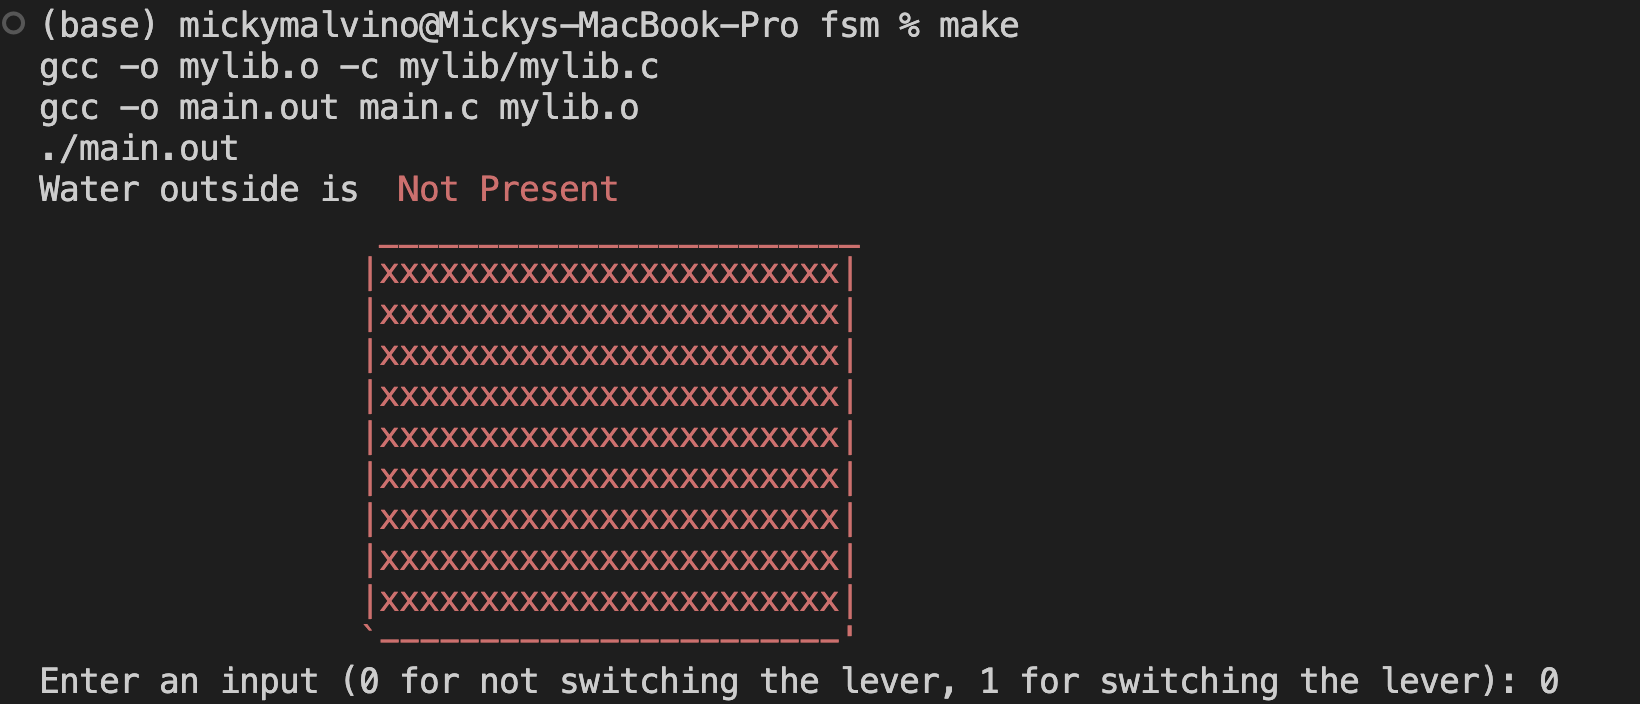 (base) mickymalvino@Mickys-MacBook-Pro fsm % make
gcc -o mylib.o -c mylib/mylib.c
gcc -o main.out main.c mylib.o
./main.out
Water outside is  Not Present
________________________
|xxxxxxxxxxxxxxxxxxxxxxx|
|xxxxxxxxxxxxxxxxxxxxxxx|
|xxxxxxxxxxxxxxxxxxxxxxx|
|xxxxxxxxxxxxxxxxxxxxxxx|
|xxxxxxxxxxxxxxxxxxxxxxx|
|xxxxxxxxxxxxxxxxxxxxxxx|
|xxxxxxxxxxxxxxxxxxxxxxx|
|xxxxxxxxxxxxxxxxxxxxxxx|
|xxxxxxxxxxxxxxxxxxxxxxx|
`_______________________'
Enter an input (0 for not switching the lever, 1 for switching the lever): 0